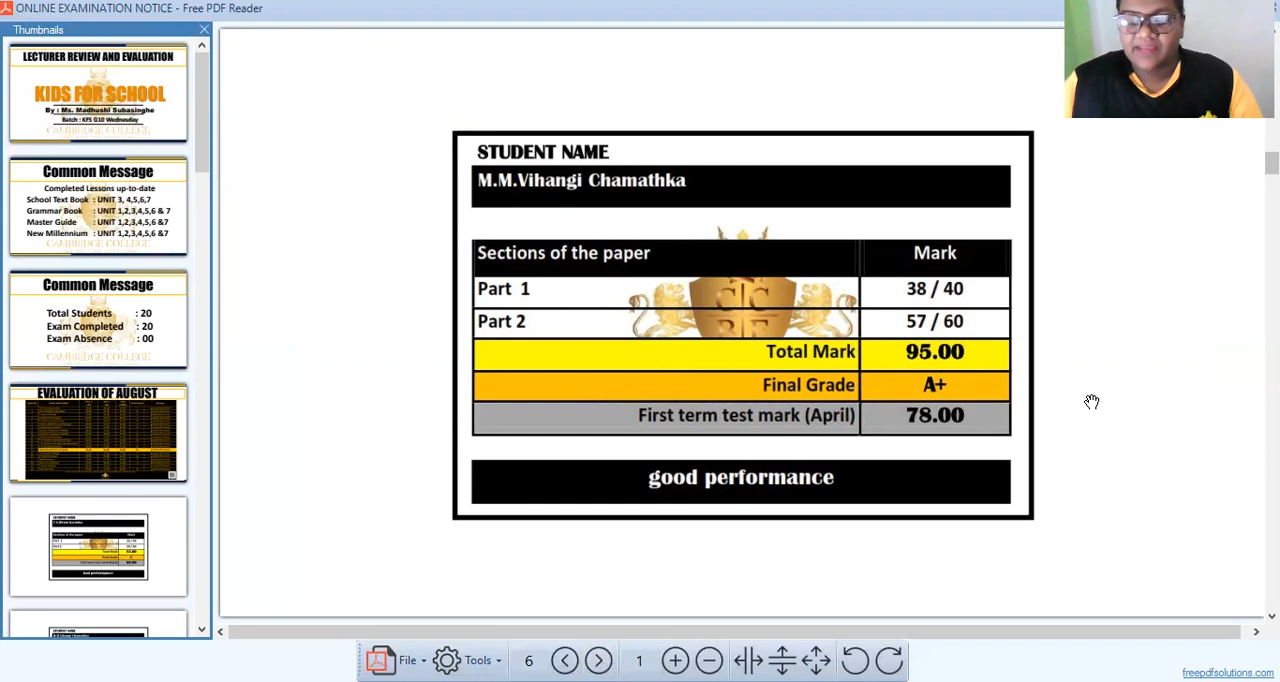 ONLINE EXAMINATION NOTICE - Free PDF Reader
Thumbnails
LECTURER REVIEW AND EVALUATION
KIDS FOR SCHOOL
By : Ms. Madhushi Subasinghe
Batch : KFS G10 Wednesday
CAMBRIDGE COLLEGE
Common Message
Completed Lessons up-to-date
School Text Book : UNIT 3, 4,5,6,7
Grammar Book : UNIT 1,2,3,4,5,6 & 7
Master Guide : UNIT 1,2,3,4,5,6 &7
New Millennium : UNIT 1,2,3,4,5,6 &7
CAMBRIDGE COLLEGE
Common Message
Total Students : 20
Exam Completed : 20
Exam Absence : 00
CAMBRIDGE COLLEGE
EVALUATION OF AUGUST
STUDENT NAME
good performance
STUDENT NAME
M.M.Vihangi Chamathka
Sections of the paper Mark
Part 1 38 / 40
Part 2 57 / 60
Total Mark 95.00
Final Grade A+
First term test mark (April) 78.00
good performance
File Tools 6 1
freepdfsolutions.com